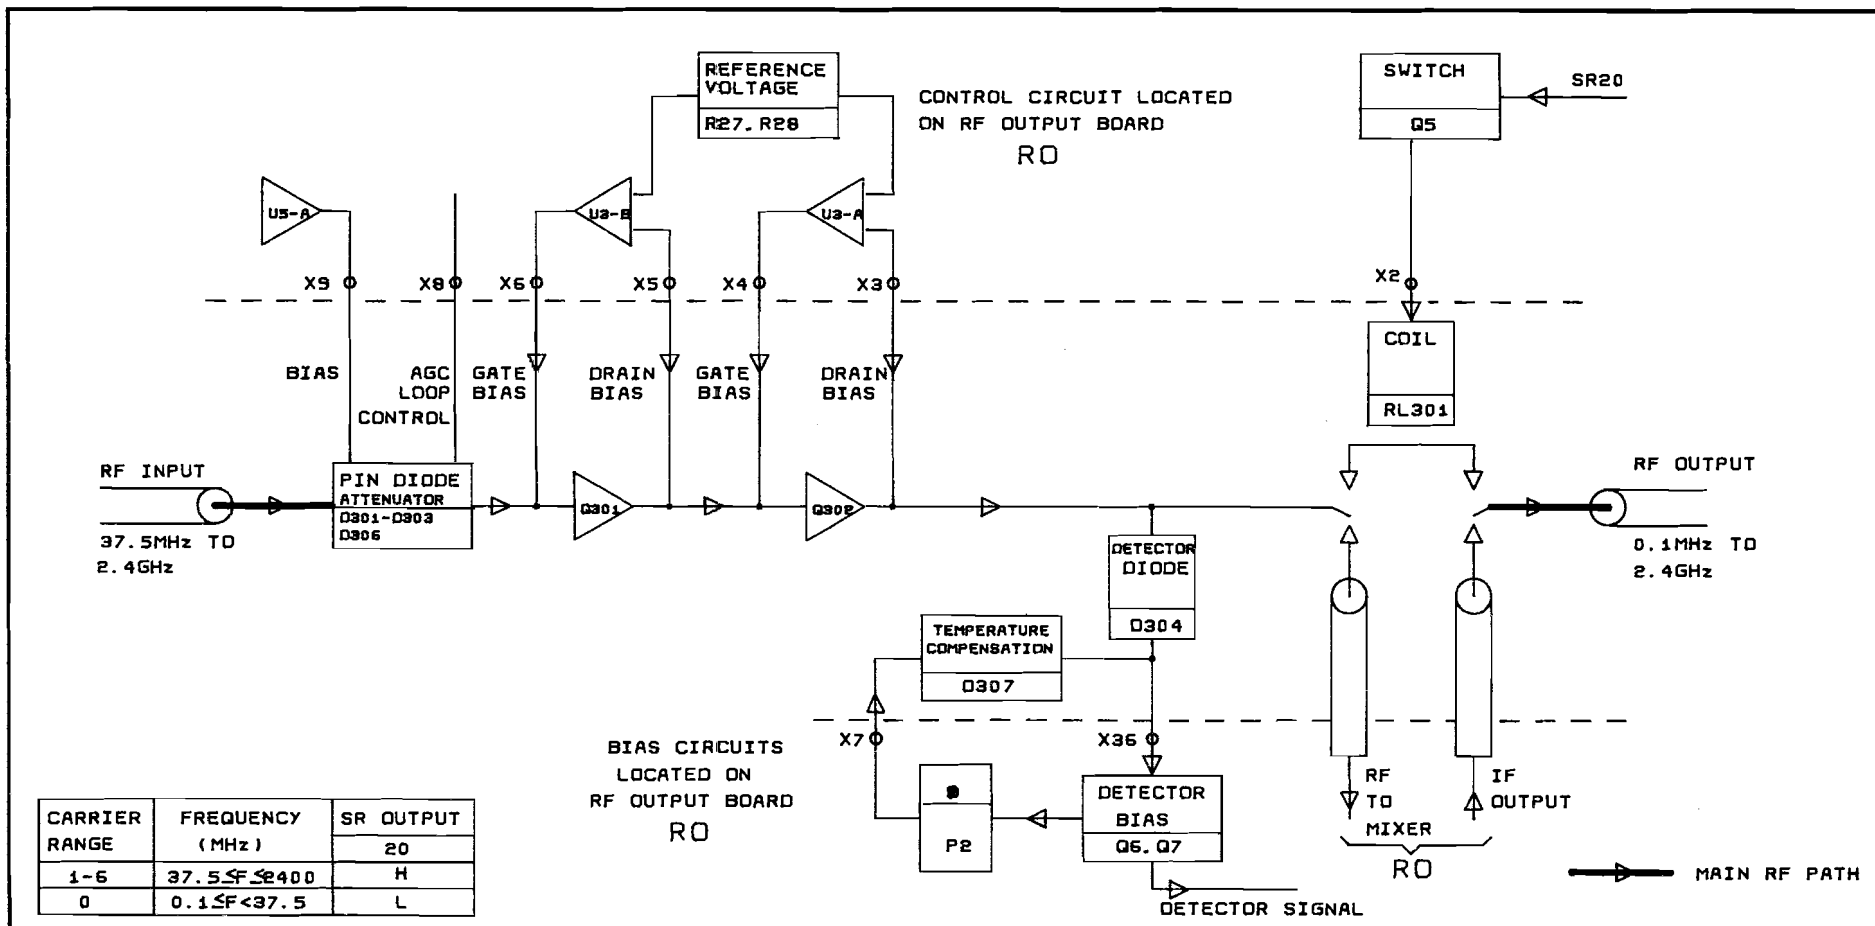 REFERENCE
VOLTAGE
R27, R28
CONTROL CIRCUIT LOCATED
ON RF OUTPUT BOARD
RO
SWITCH
Q5
SR20
U5-A
U3-B
U3-A
X9
X8
X6
X5
X4
X3
X2
BIAS
AGC
LOOP
CONTROL
GATE
BIAS
DRAIN
BIAS
GATE
BIAS
DRAIN
BIAS
COIL
RL301
RF INPUT
37.5MHz TO
2.4GHz
PIN DIODE
ATTENUATOR
D301-D303
D306
Q301
Q302
RF OUTPUT
0.1MHz TO
2.4GHz
DETECTOR
DIODE
D304
TEMPERATURE
COMPENSATION
D307
X7
X36
BIAS CIRCUITS
LOCATED ON
RF OUTPUT BOARD
RO
P2
DETECTOR
BIAS
Q6, Q7
DETECTOR SIGNAL
RF
TO
MIXER
IF
OUTPUT
RO
MAIN RF PATH
CARRIER RANGE FREQUENCY (MHz) SR OUTPUT
20
1-6 37.5≤F≤2400 H
0 0.1≤F<37.5 L